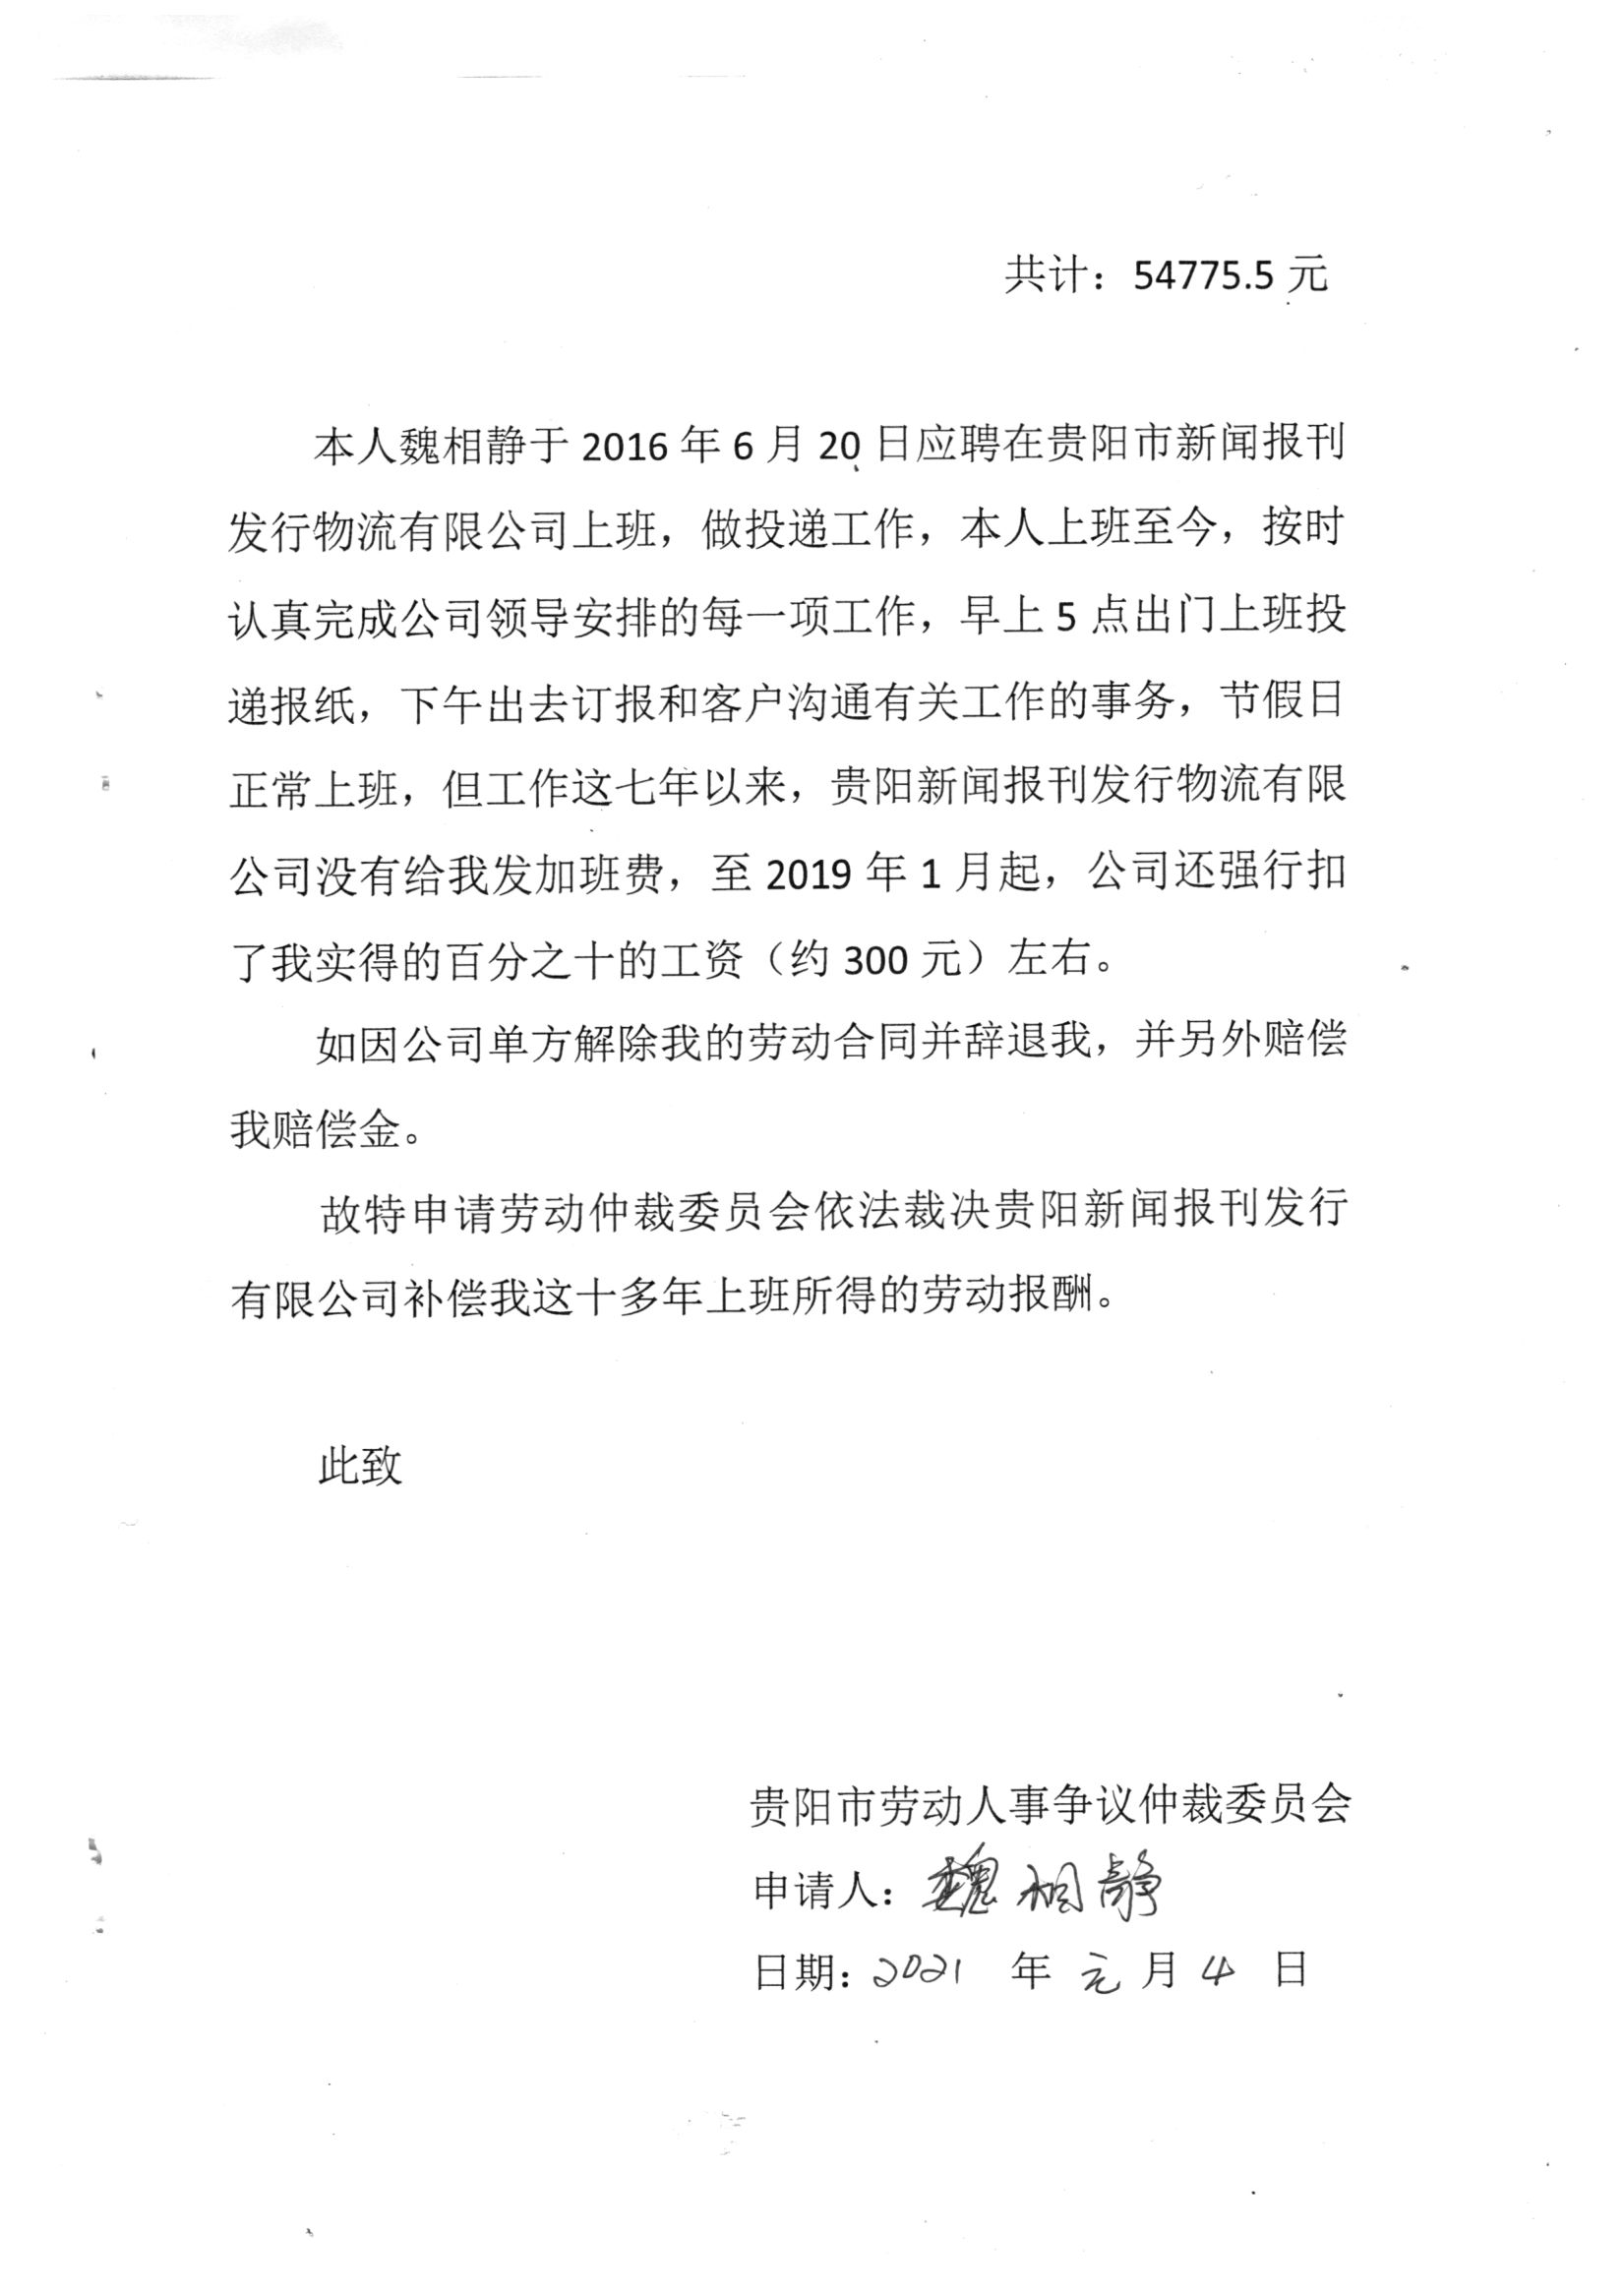 共计：54775.5 元
本人魏相静于 2016 年 6 月 20 日应聘在贵阳市新闻报刊
发行物流有限公司上班，做投递工作，本人上班至今，按时
认真完成公司领导安排的每一项工作，早上 5 点出门上班投
递报纸，下午出去订报和客户沟通有关工作的事务，节假日
正常上班，但工作这七年以来，贵阳新闻报刊发行物流有限
公司没有给我发加班费，至 2019 年 1 月起，公司还强行扣
了我实得的百分之十的工资（约 300 元）左右。
如因公司单方解除我的劳动合同并辞退我，并另外赔偿
我赔偿金。
故特申请劳动仲裁委员会依法裁决贵阳新闻报刊发行
有限公司补偿我这十多年上班所得的劳动报酬。
此致
贵阳市劳动人事争议仲裁委员会
申请人：魏相静
日期：2021 年 元 月 4 日